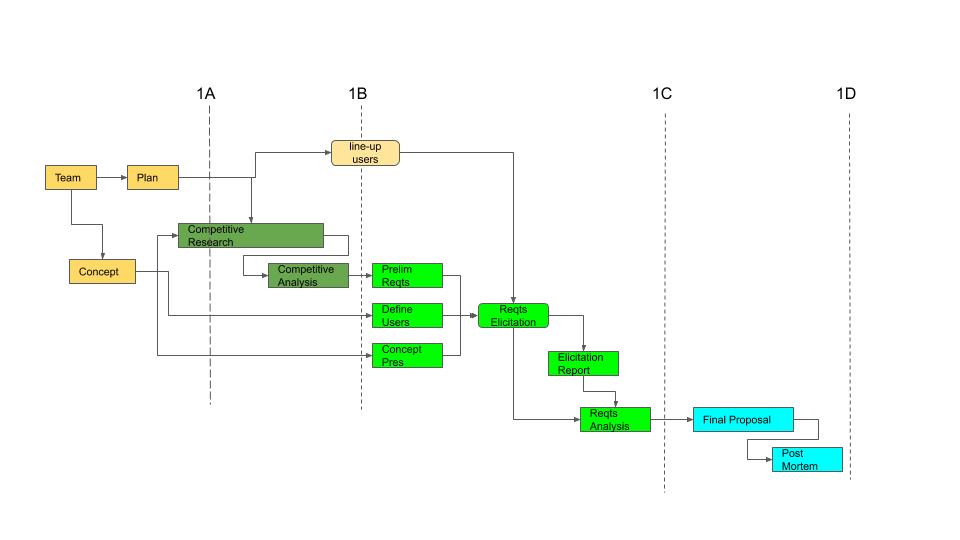 1A
1B
1C
1D
line-up
users
Team
Plan
Competitive
Research
Concept
Competitive
Analysis
Prelim
Reqts
Define
Users
Reqts
Elicitation
Concept
Pres
Elicitation
Report
Reqts
Analysis
Final Proposal
Post
Mortem